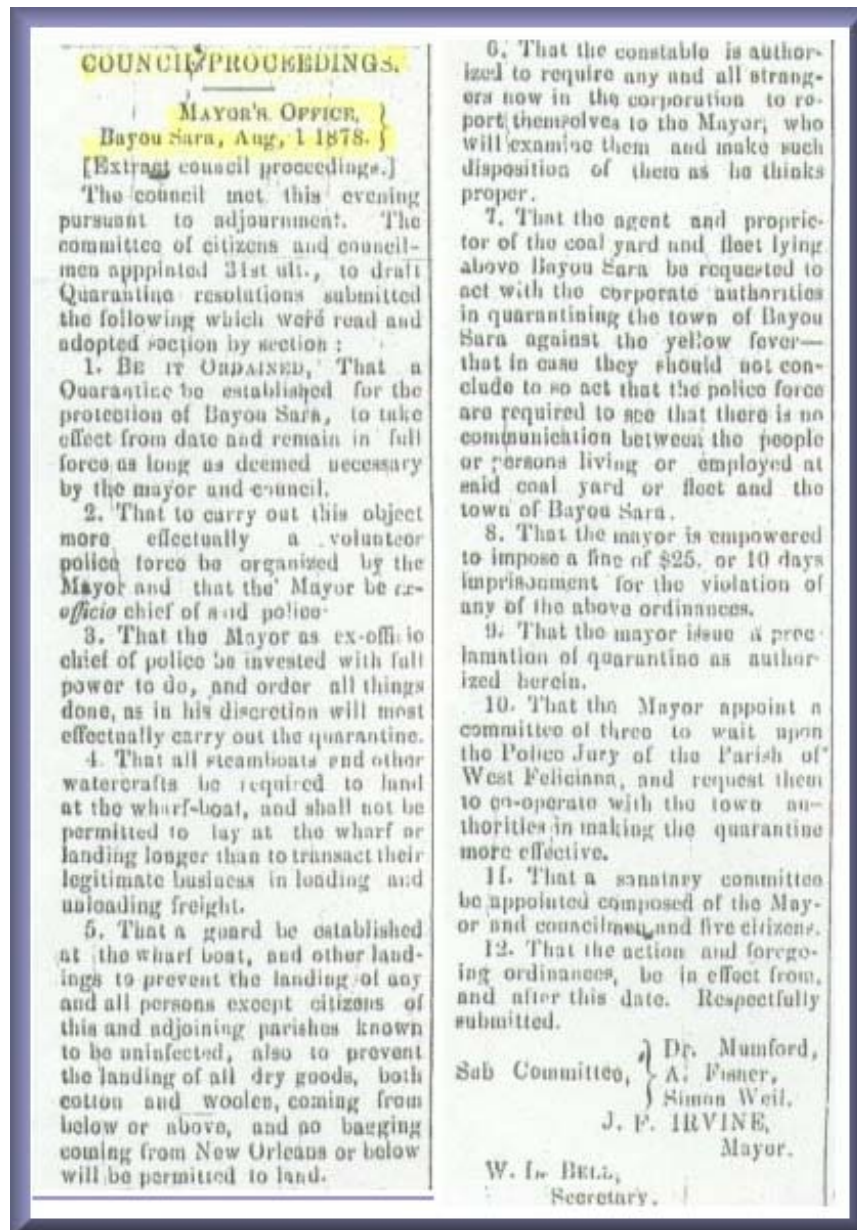 COUNCIL PROCEEDINGS.
MAYOR'S OFFICE,
Bayou Sara, Aug, 1 1878.
[Extract council proceedings.]
The council met this evening
pursuant to adjournment. The
committee of citizens and council-
men apppinted 31st ult., to draft
Quarantine resolutions submitted
the following which were read and
adopted section by section :
1. BE IT ORDAINED, That a
Quarantine be established for the
protection of Bayou Sara, to take
effect from date and remain in full
force as long as deemed necessary
by the mayor and council.
2. That to carry out this object
more effectually a volunteer
police force be organized by the
Mayor and that the Mayor be ex-
officio chief of said police.
3. That the Mayor as ex-officio
chief of police be invested with full
power to do, and order all things
done, as in his discretion will most
effectually carry out the quarantine.
4. That all steamboats and other
watercrafts be required to land
at the wharf-boat, and shall not be
permitted to lay at the wharf or
landing longer than to transact their
legitimate business in loading and
unloading freight.
5. That a guard be established
at the wharf boat, and other land-
ings to prevent the landing of any
and all persons except citizens of
this and adjoining parishes known
to be uninfected, also to prevent
the landing of all dry goods, both
cotton and woolen, coming from
below or above, and no bagging
coming from New Orleans or below
will be permitted to land.
6. That the constable is author-
ized to require any and all strang-
ers now in the corporation to re-
port themselves to the Mayor, who
will examine them and make such
disposition of them as he thinks
proper.
7. That the agent and proprie-
tor of the coal yard and fleet lying
above Bayou Sara be requested to
act with the corporate authorities
in quarantining the town of Bayou
Sara against the yellow fever—
that in case they should not con-
clude to so act that the police force
are required to see that there is no
communication between the people
or persons living or employed at
said coal yard or fleet and the
town of Bayou Sara.
8. That the mayor is empowered
to impose a fine of $25. or 10 days
imprisonment for the violation of
any of the above ordinances.
9. That the mayor issue a proc-
lamation of quarantine as author-
ized herein.
10. That the Mayor appoint a
committee of three to wait upon
the Police Jury of the Parish of
West Feliciana, and request them
to co-operate with the town au-
thorities in making the quarantine
more effective.
11. That a sanatary committee
be appointed composed of the May-
or and councilmen and five citizens.
12. That the action and forego-
ing ordinances, be in effect from,
and after this date. Respectfully
submitted.
Dr. Mumford,
Sub Committee, A. Fisher,
Simon Weil.
J. F. IRVINE,
Mayor.
W. L. BELL,
Secretary.